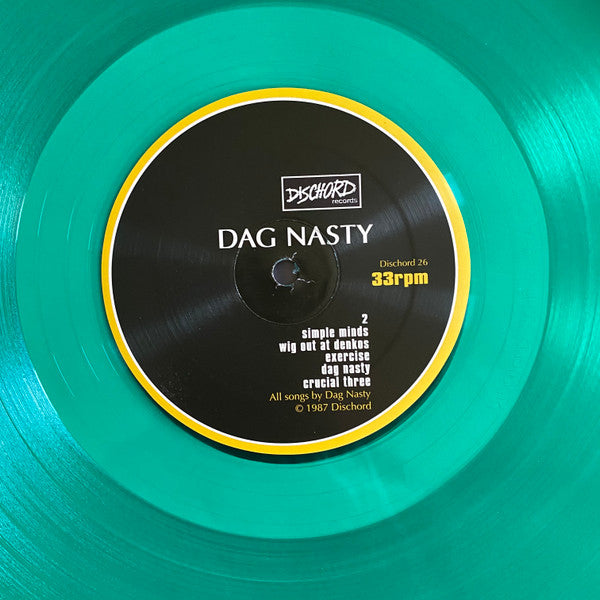 DISCHORD
records
DAG NASTY
Dischord 26
33rpm
2
simple minds
wig out at denkos
exercise
dag nasty
crucial three
All songs by Dag Nasty
© 1987 Dischord